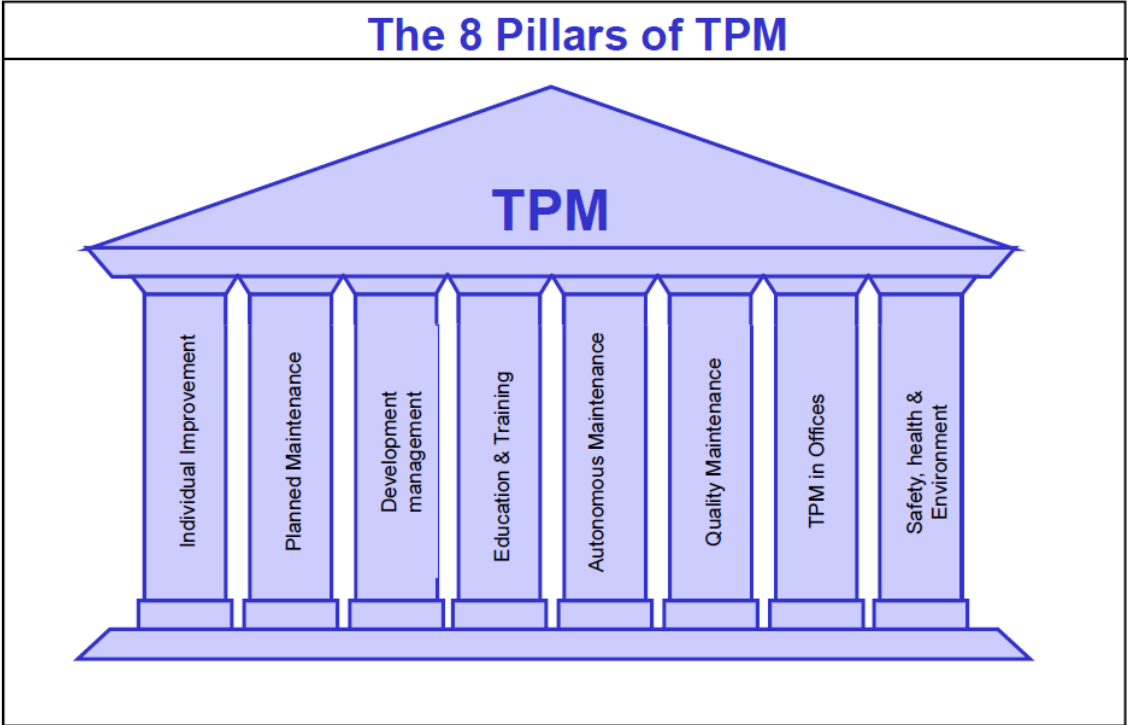 The 8 Pillars of TPM
TPM
Individual Improvement
Planned Maintenance
Development
management
Education & Training
Autonomous Maintenance
Quality Maintenance
TPM in Offices
Safety, health &
Environment